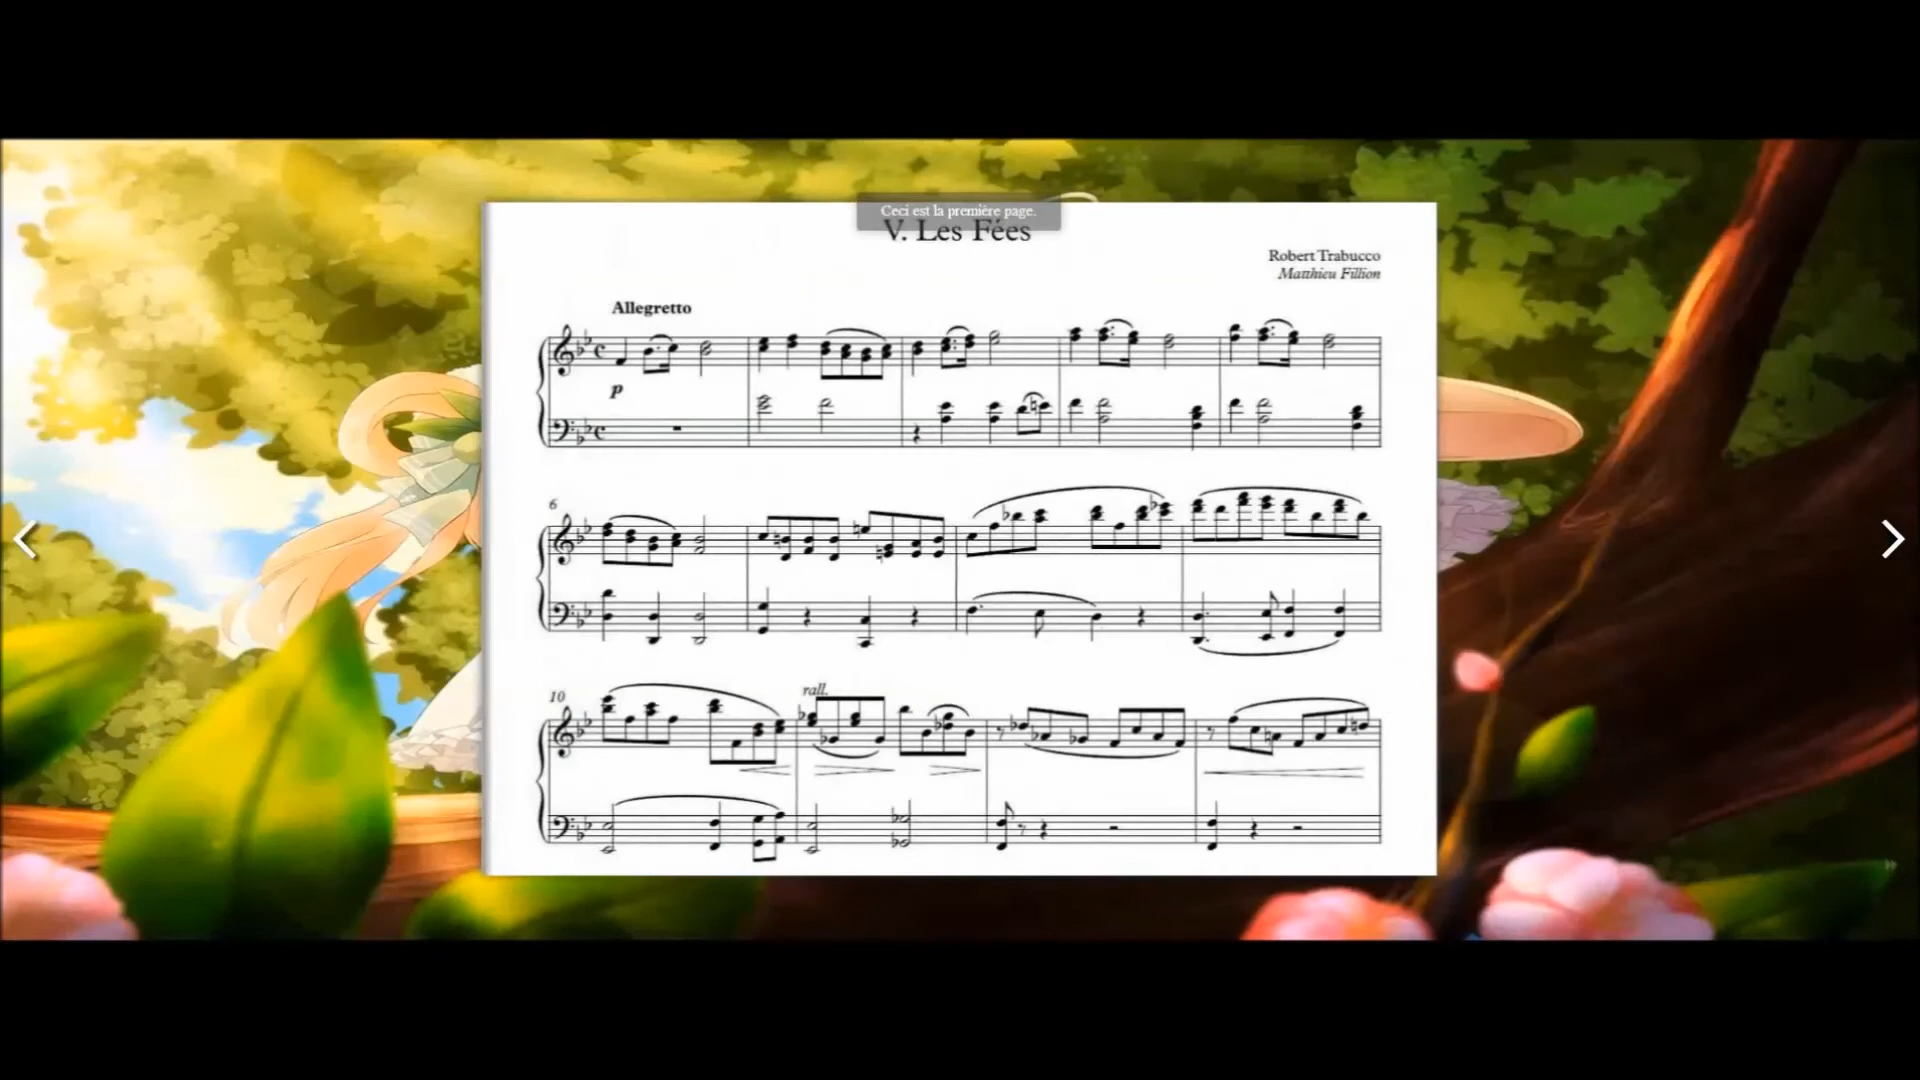 Ceci est la première page.
V. Les Fées
Robert Trabucco
Matthieu Fillion
Allegretto
p
6
10
rall.